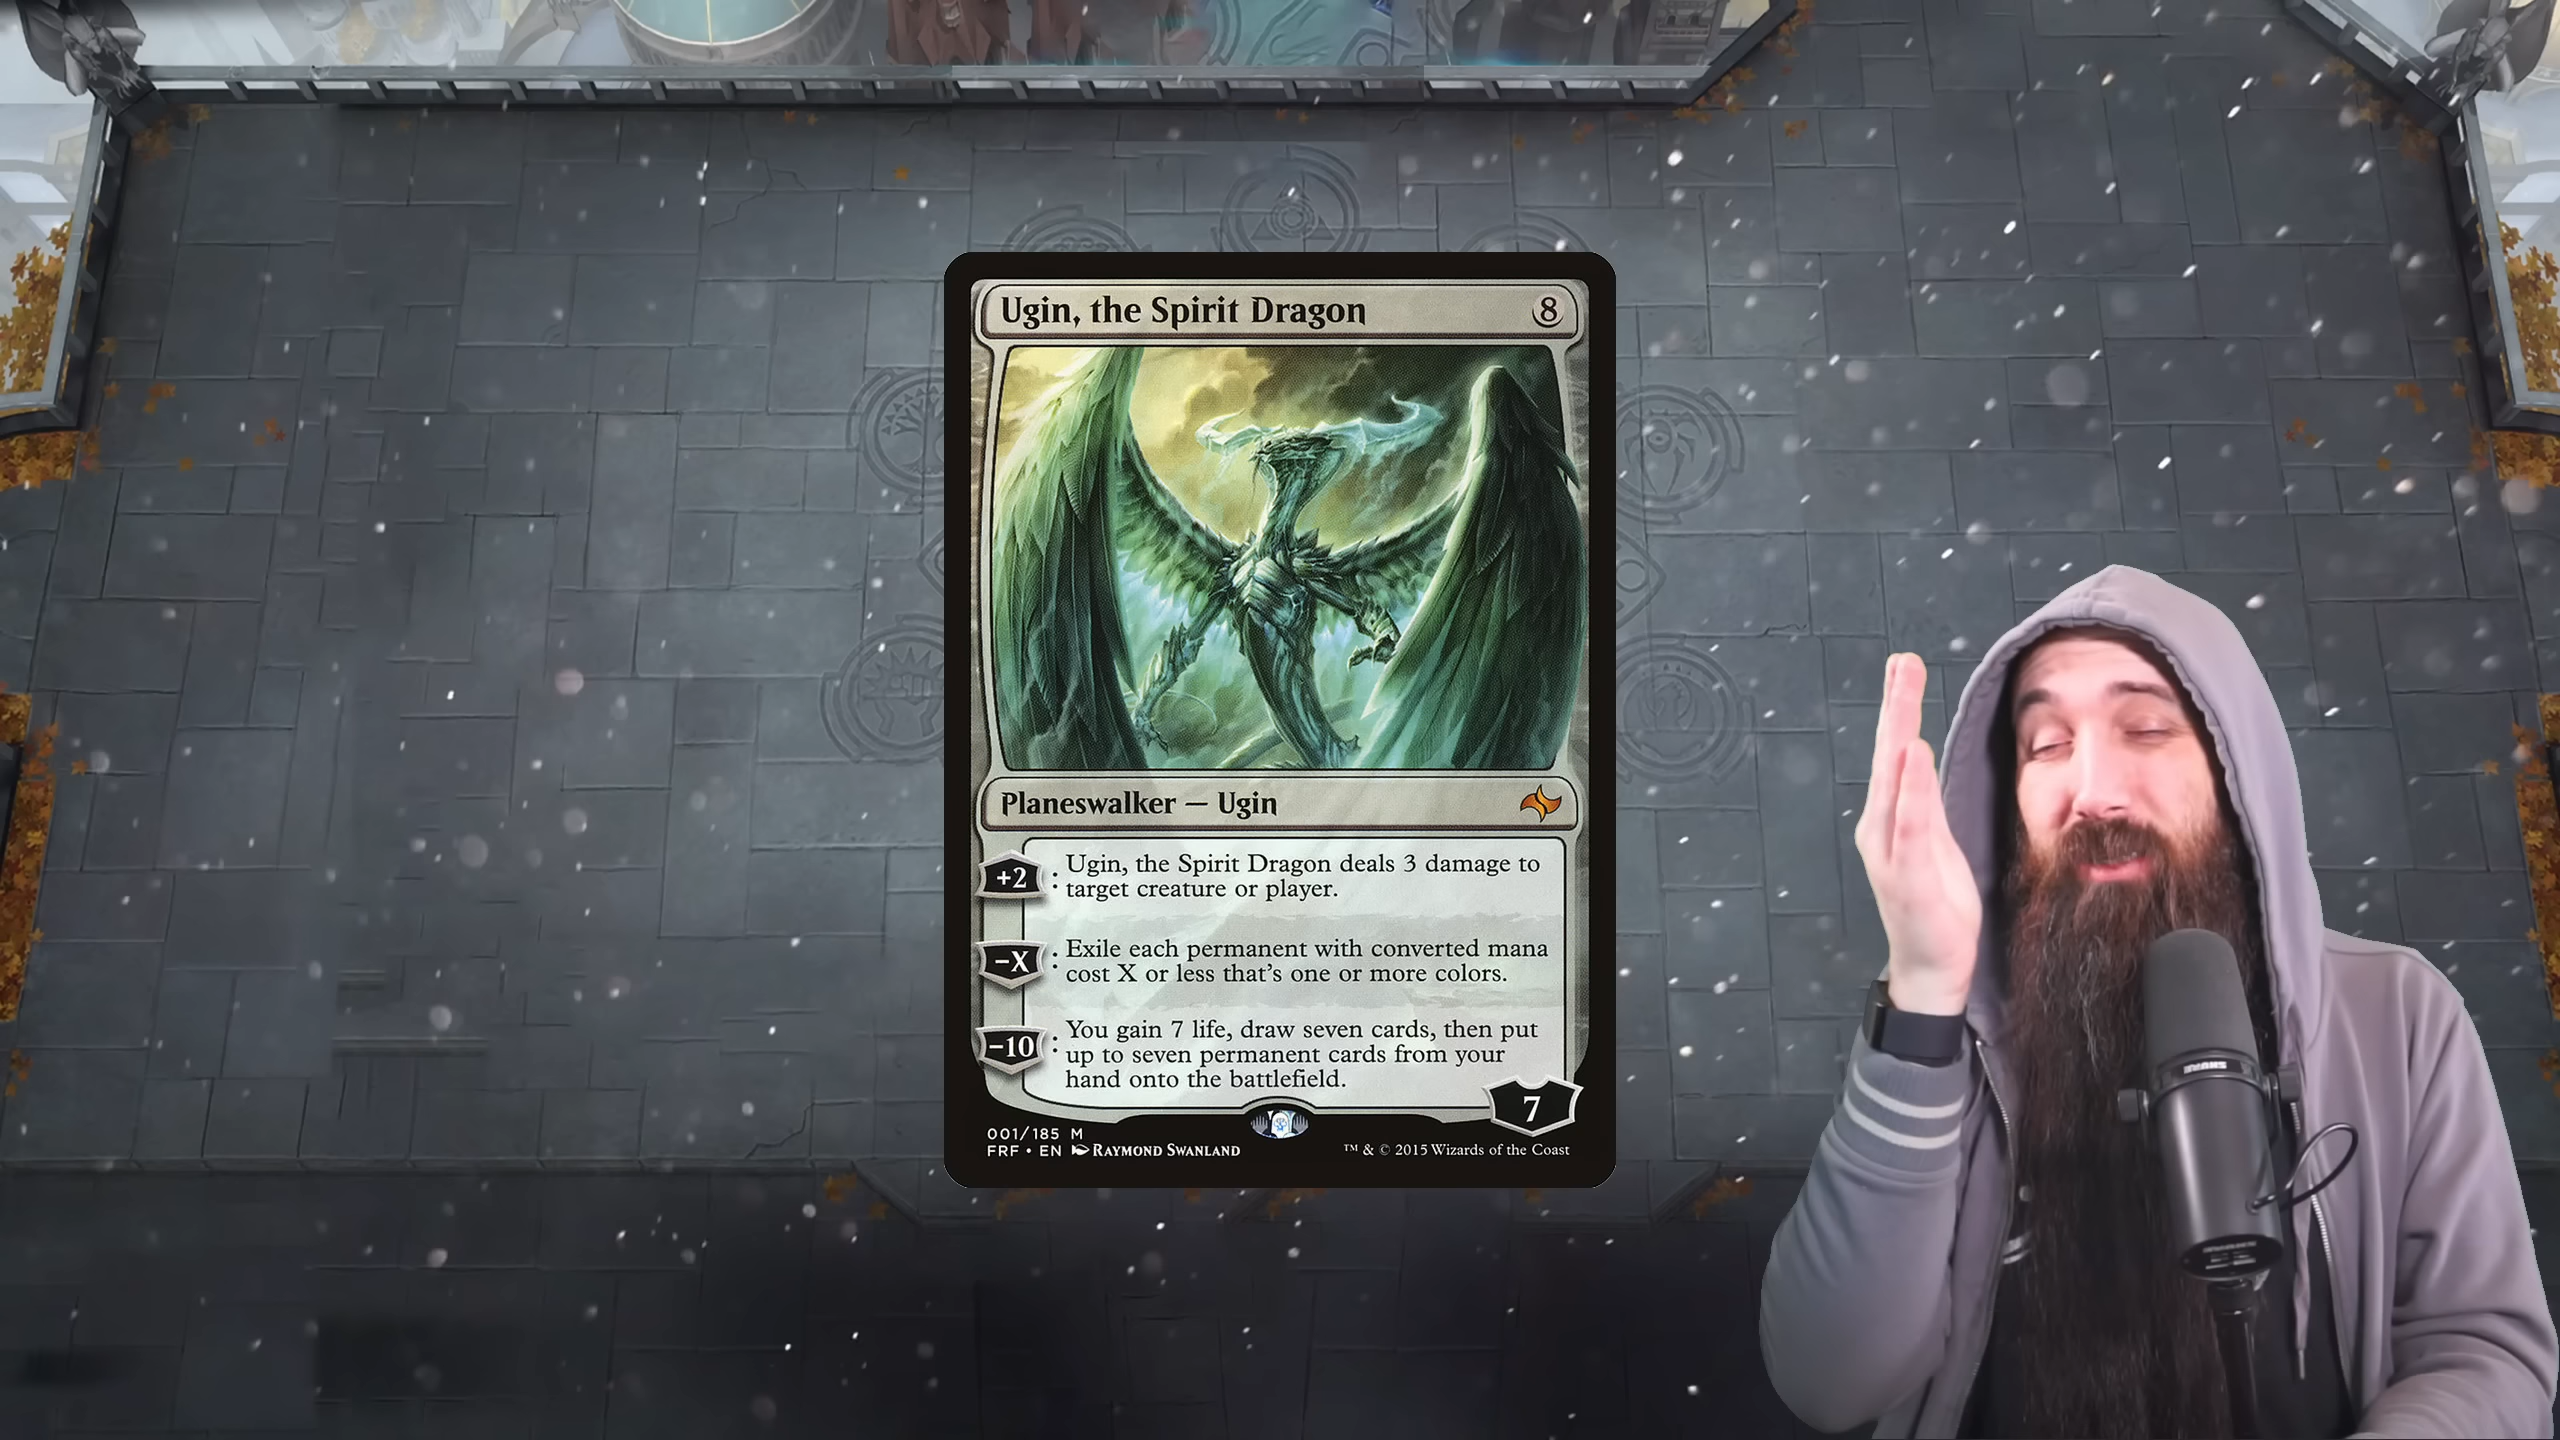 Ugin, the Spirit Dragon 8
Planeswalker — Ugin
+2 : Ugin, the Spirit Dragon deals 3 damage to
target creature or player.
-X : Exile each permanent with converted mana
cost X or less that's one or more colors.
-10 : You gain 7 life, draw seven cards, then put
up to seven permanent cards from your
hand onto the battlefield.
7
001/185 M
FRF • EN RAYMOND SWANLAND
™ & © 2015 Wizards of the Coast
SHURE